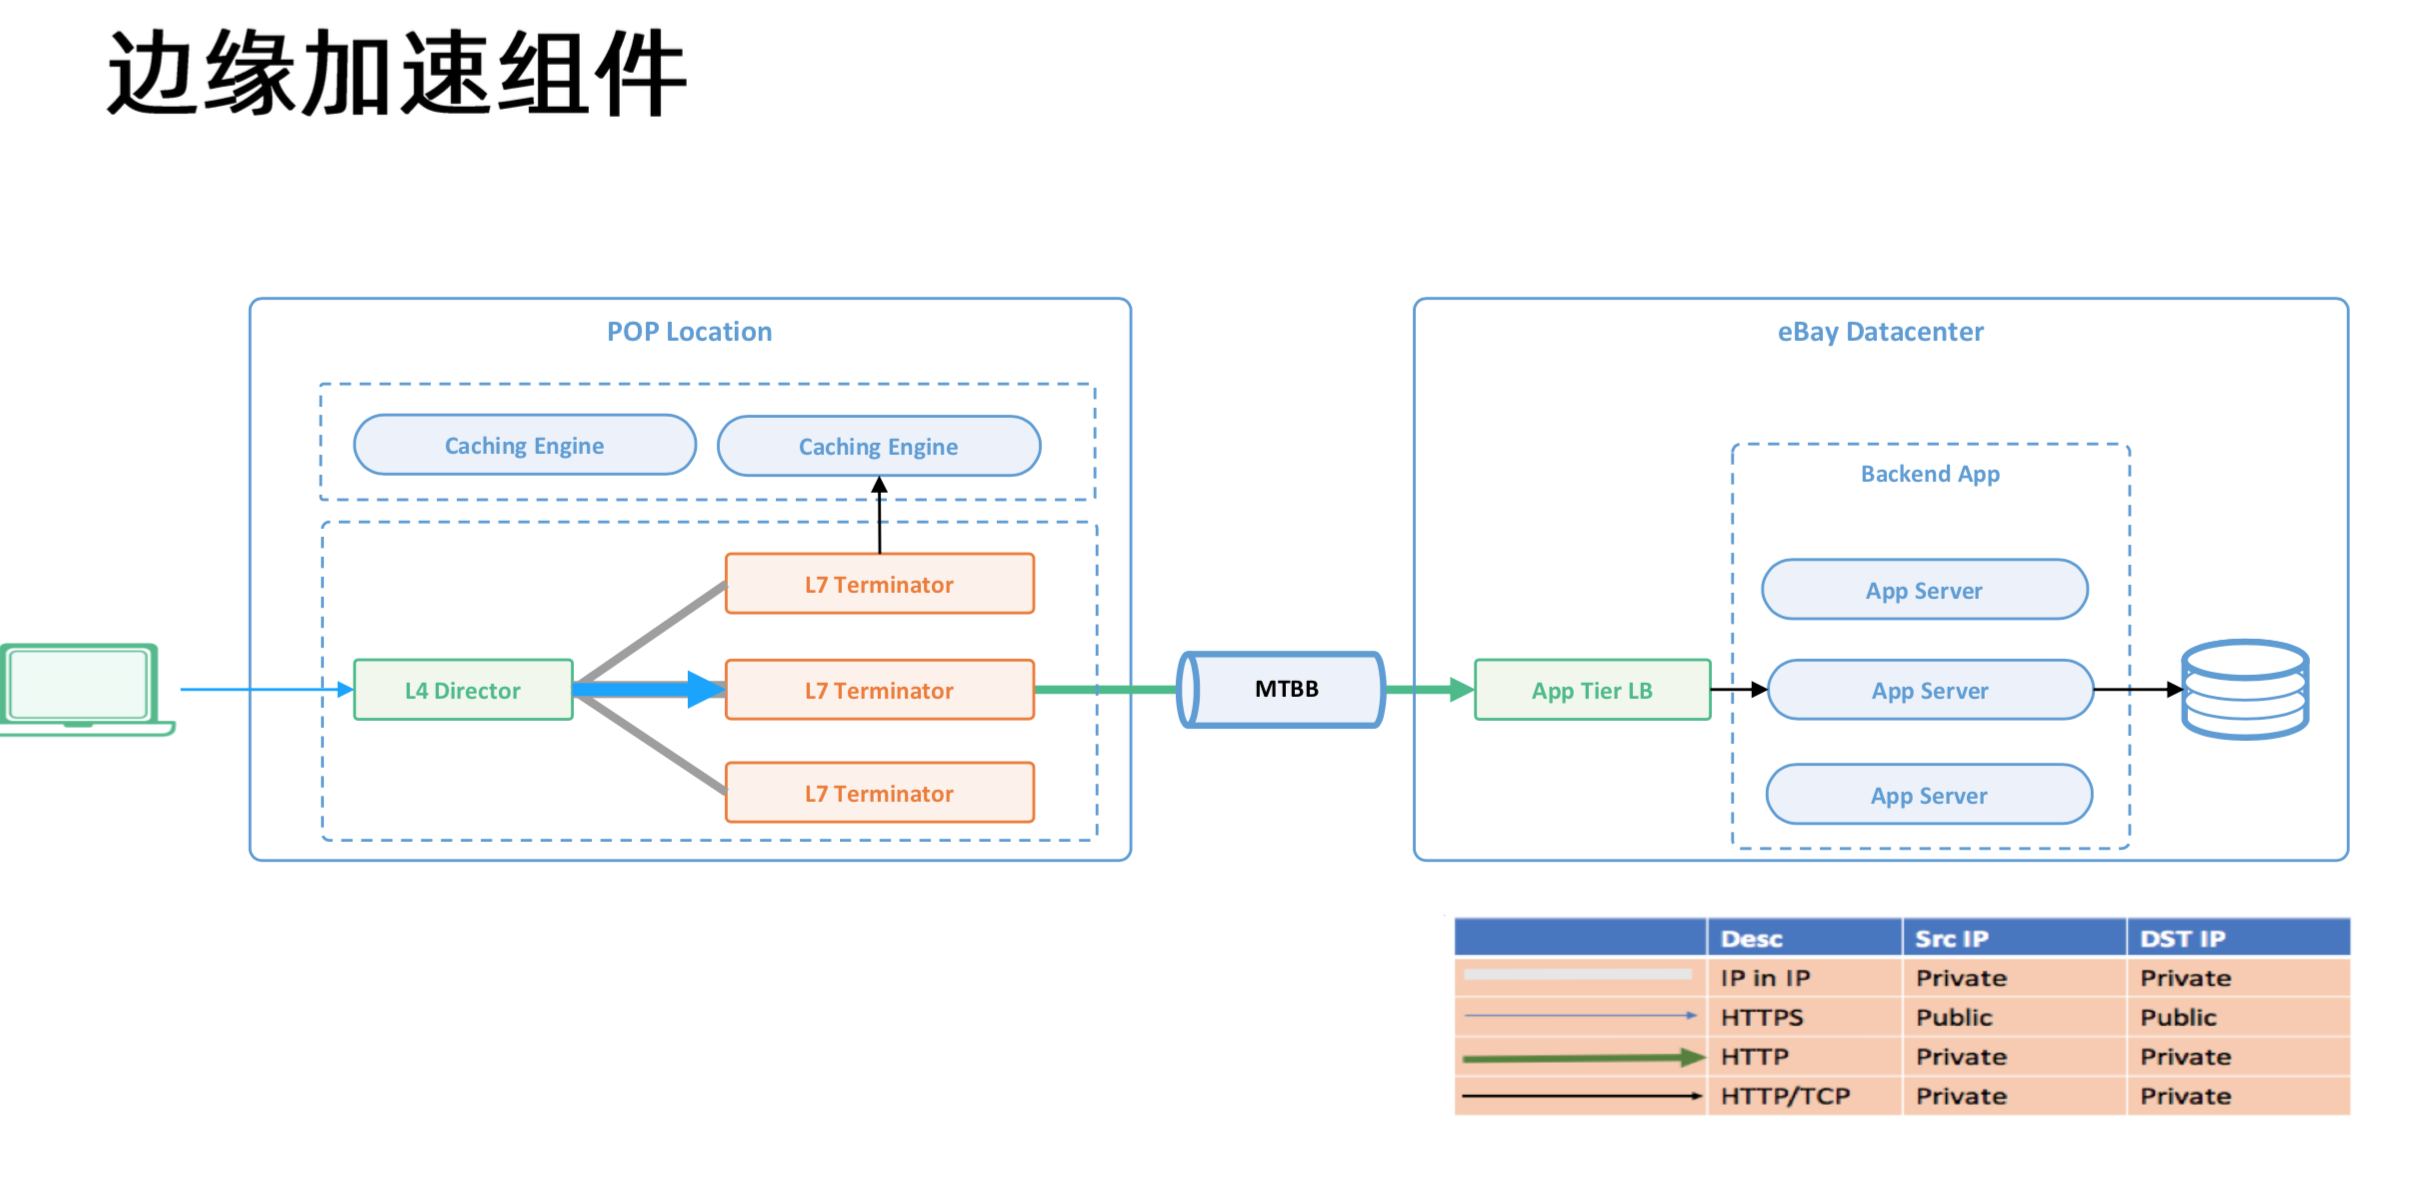 边缘加速组件
POP Location
Caching Engine
Caching Engine
L7 Terminator
L4 Director
L7 Terminator
L7 Terminator
MTBB
eBay Datacenter
Backend App
App Server
App Tier LB
App Server
App Server
Desc Src IP DST IP
IP in IP Private Private
HTTPS Public Public
HTTP Private Private
HTTP/TCP Private Private